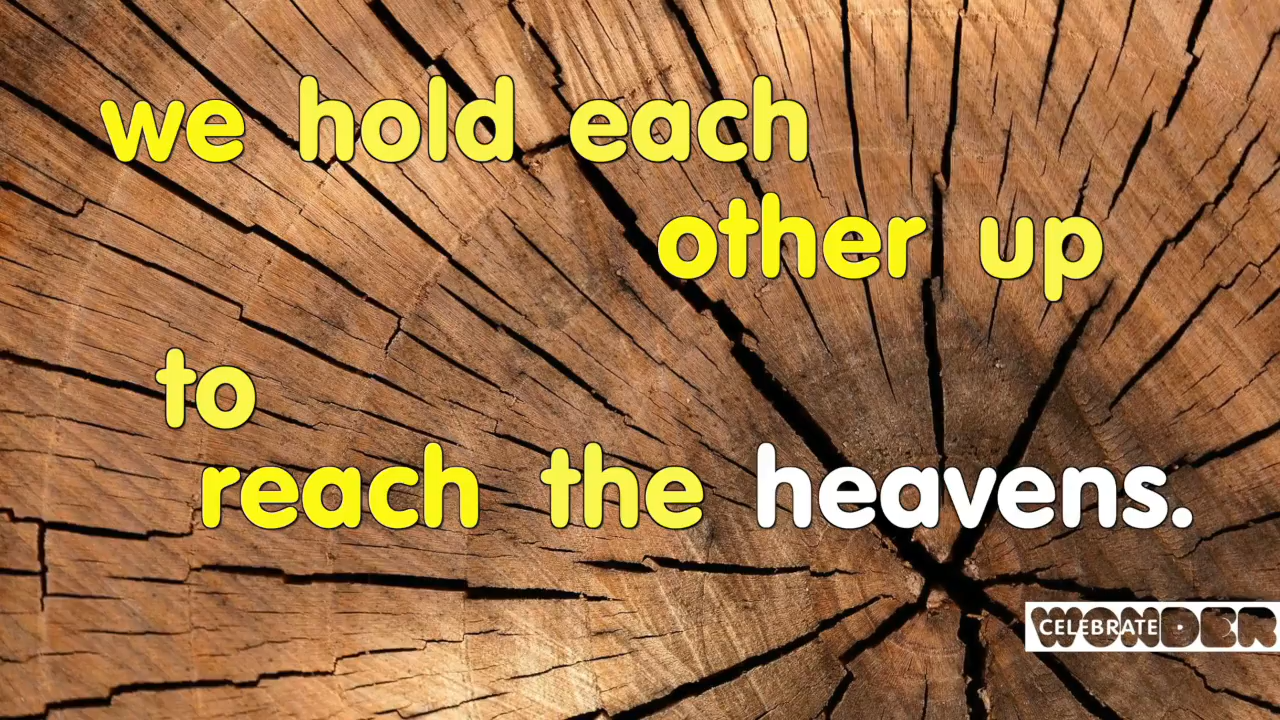 we hold each
other up
to
reach the heavens.
CELEBRATE WONDER